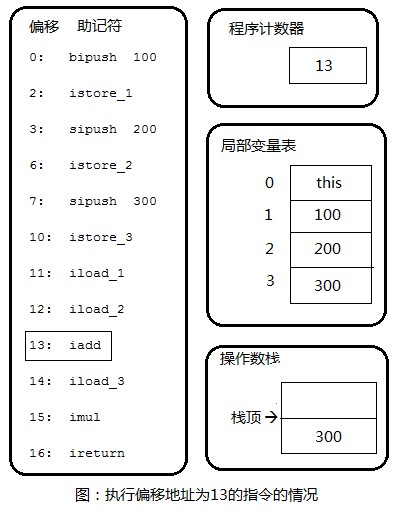 偏移 助记符
0: bipush 100
2: istore_1
3: sipush 200
6: istore_2
7: sipush 300
10: istore_3
11: iload_1
12: iload_2
13: iadd
14: iload_3
15: imul
16: ireturn
程序计数器
13
局部变量表
0 this
1 100
2 200
3 300
操作数栈
栈顶→
300
图：执行偏移地址为13的指令的情况